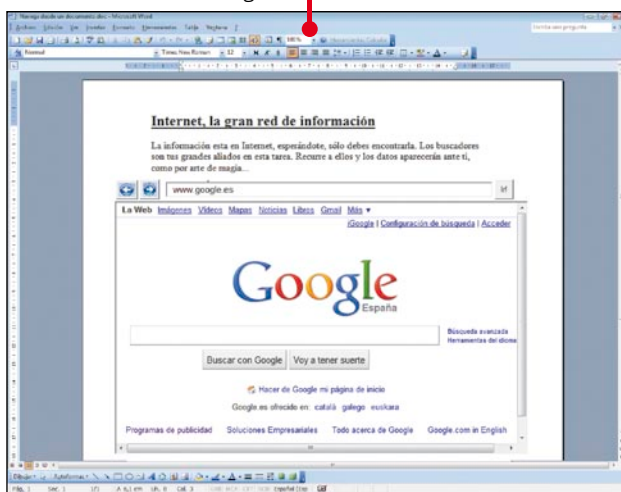 Navega desde un documento.doc - Microsoft Word
Archivo Edición Ver Insertar Formato Herramientas Tabla Ventana ?
Normal Times New Roman 12 N K S
Internet, la gran red de información
La información esta en Internet, esperándote, sólo debes encontrarla. Los buscadores
son tus grandes aliados en esta tarea. Recurre a ellos y los datos aparecerán ante ti,
como por arte de magia...
www.google.es Ir!
La Web Imágenes Vídeos Mapas Noticias Libros Gmail Más ▼
iGoogle | Configuración de búsqueda | Acceder
Google
España
Búsqueda avanzada
Herramientas del idioma
Buscar con Google Voy a tener suerte
Hacer de Google mi página de inicio
Google.es ofrecido en: català galego euskara
Programas de publicidad Soluciones Empresariales Todo acerca de Google Google.com in English
Dibujo Autoformas
Pág. 1 Sec. 1 1/1 A 6,1 cm Lín. 8 Col. 3 Español (Esp